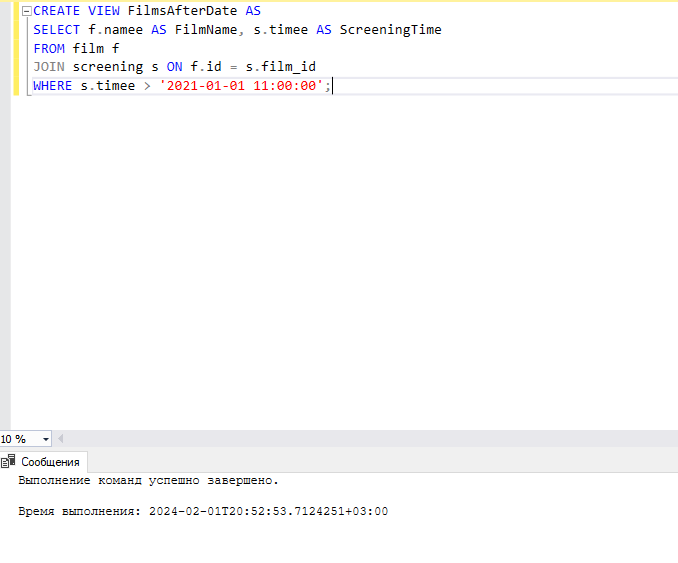 CREATE VIEW FilmsAfterDate AS
SELECT f.namee AS FilmName, s.timee AS ScreeningTime
FROM film f
JOIN screening s ON f.id = s.film_id
WHERE s.timee > '2021-01-01 11:00:00';
10 %
Сообщения
Выполнение команд успешно завершено.
Время выполнения: 2024-02-01T20:52:53.7124251+03:00